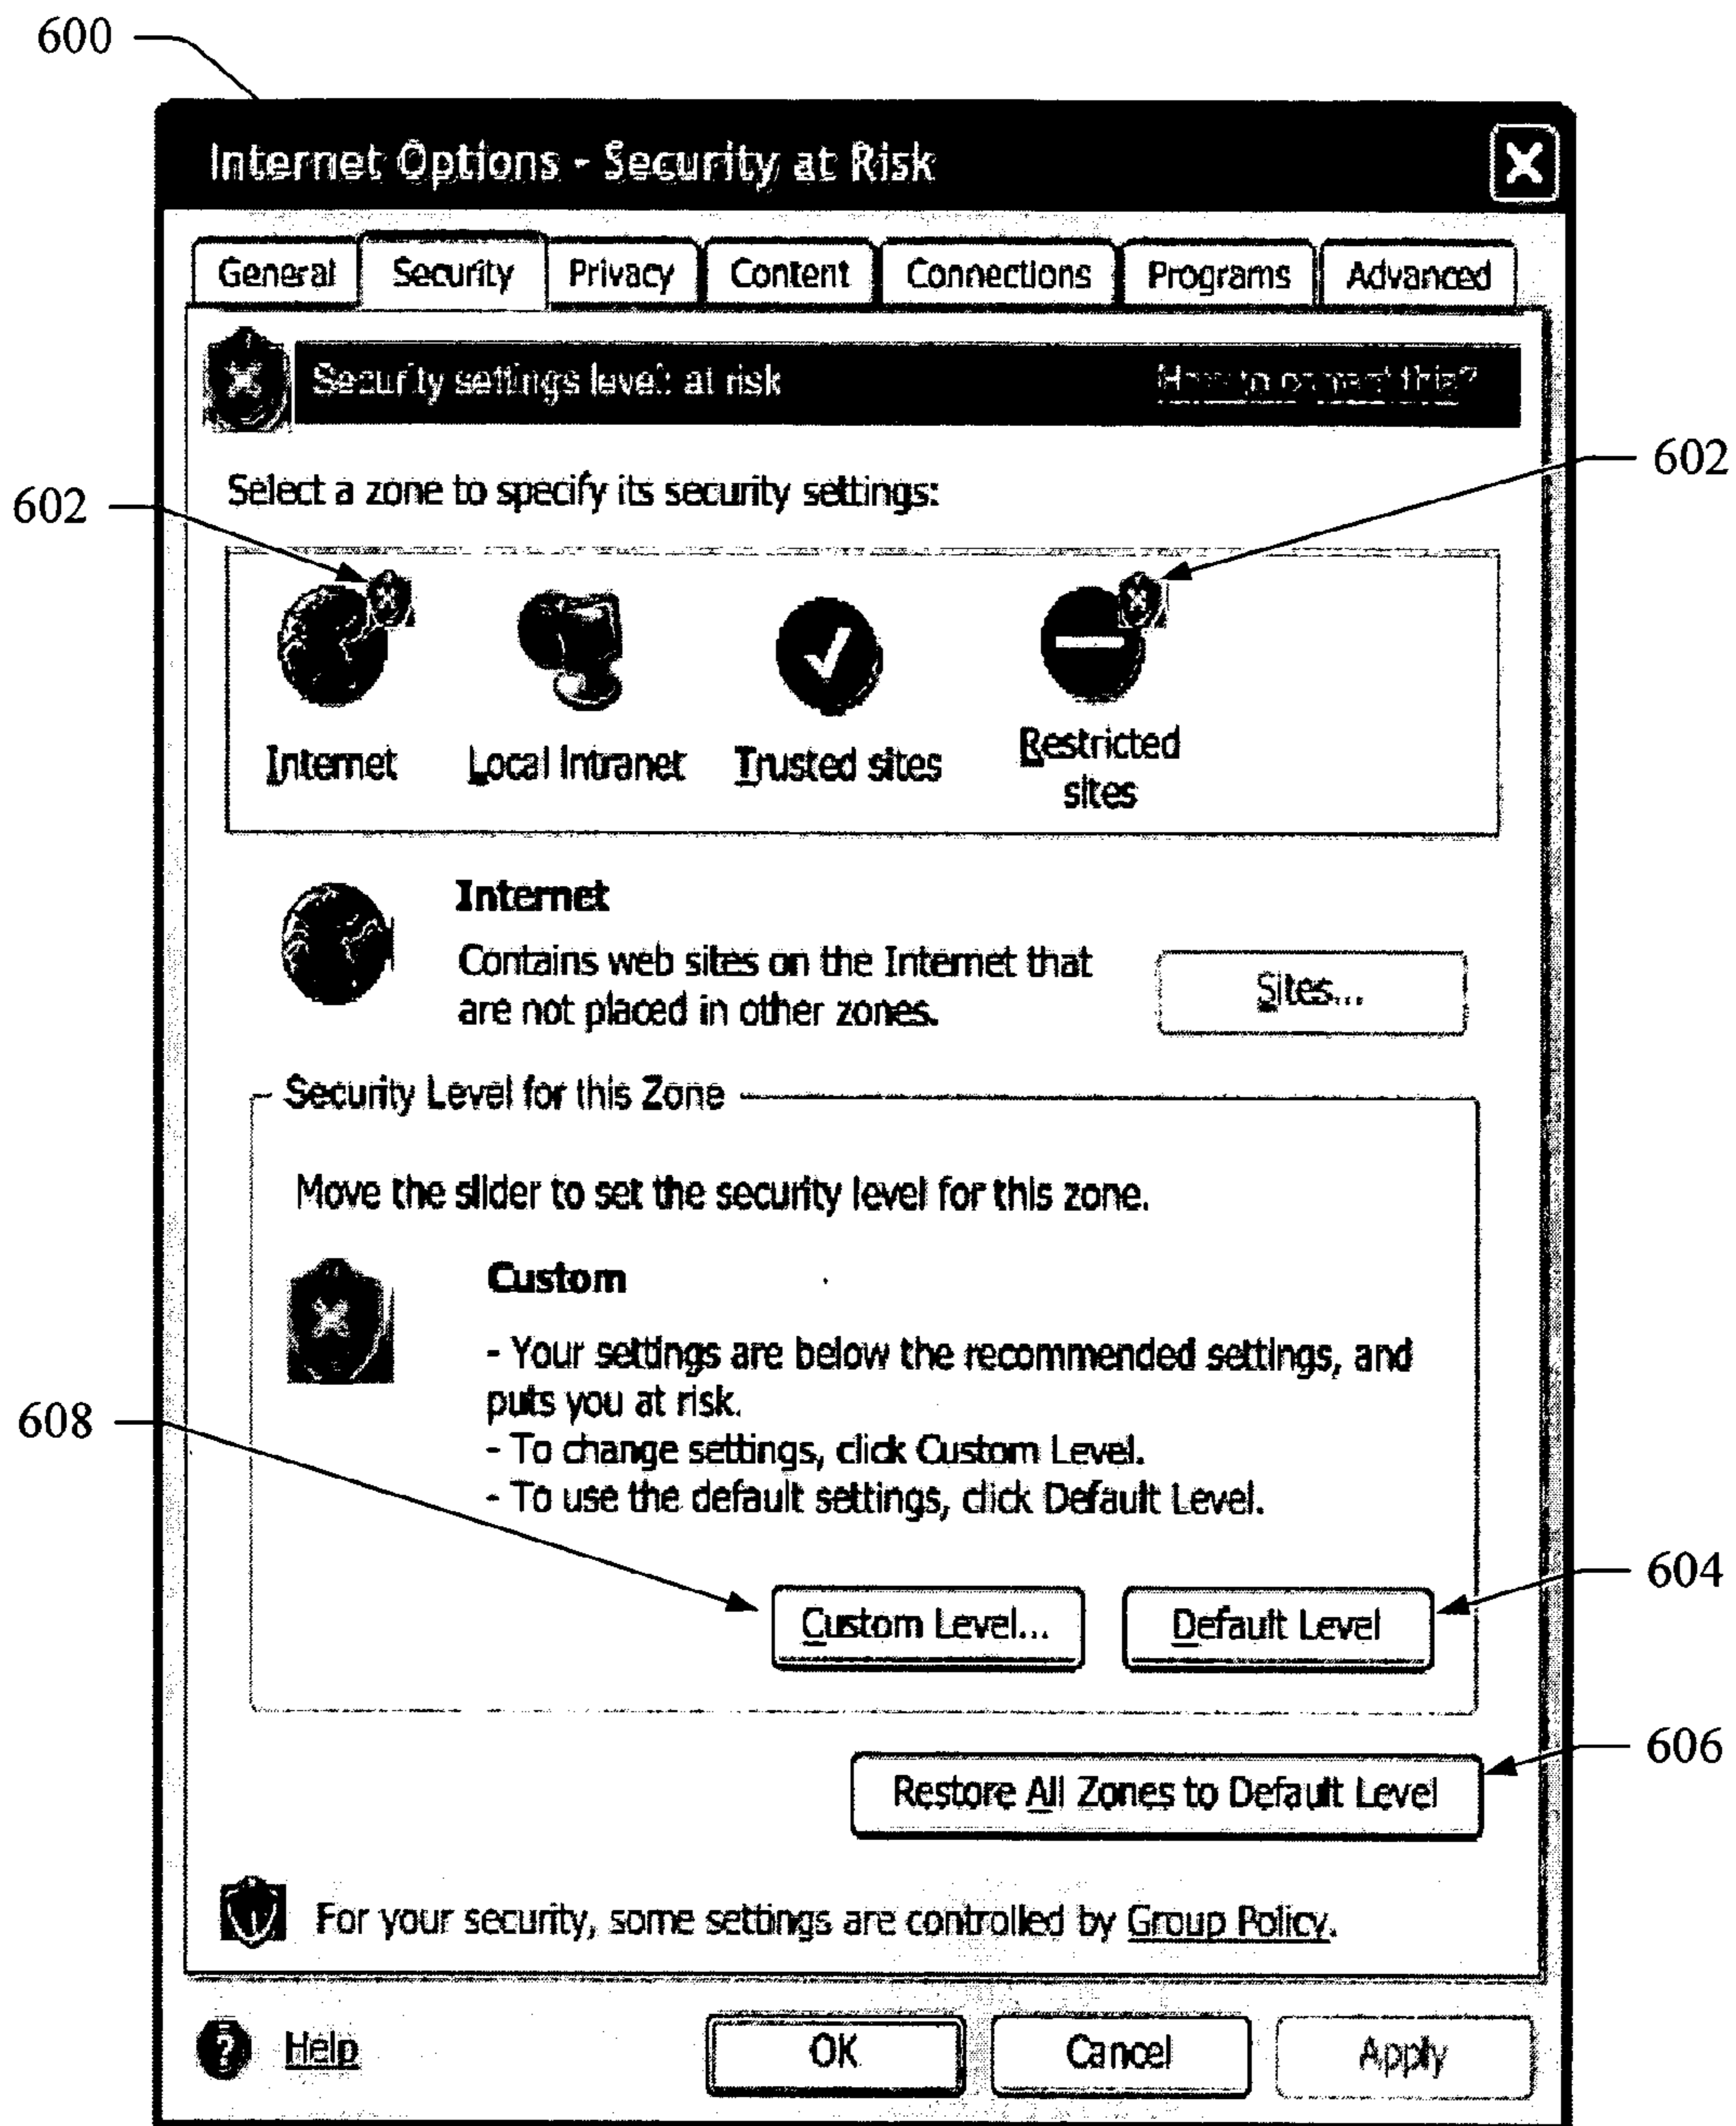 600
Internet Options - Security at Risk
General Security Privacy Content Connections Programs Advanced
Security settings level: at risk How to correct this?
Select a zone to specify its security settings:
602
602
Internet Local Intranet Trusted sites Restricted
sites
Internet
Contains web sites on the Internet that
are not placed in other zones.
Sites...
Security Level for this Zone
Move the slider to set the security level for this zone.
Custom
- Your settings are below the recommended settings, and
puts you at risk.
- To change settings, click Custom Level.
- To use the default settings, click Default Level.
608
604
Custom Level... Default Level
606
Restore All Zones to Default Level
For your security, some settings are controlled by Group Policy.
? Help OK Cancel Apply